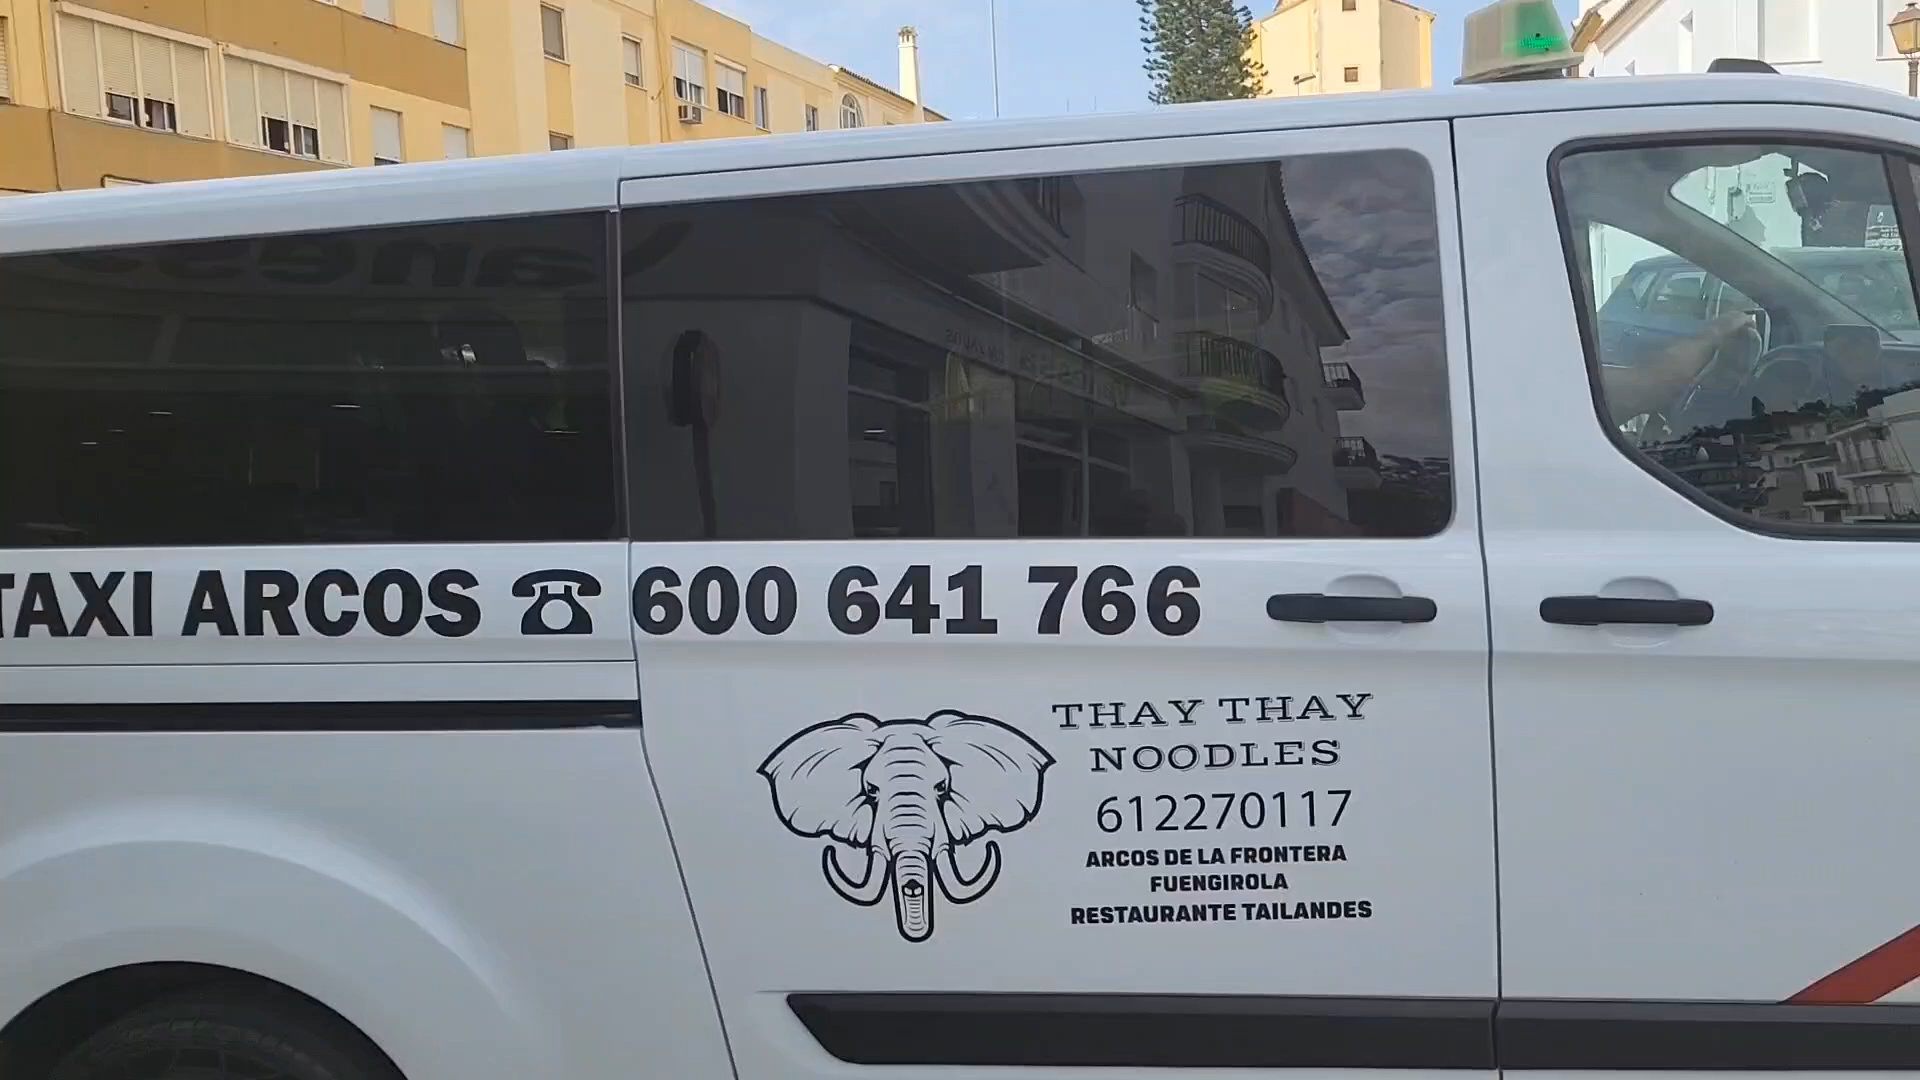 TAXI ARCOS ☎ 600 641 766
THAY THAY
NOODLES
612270117
ARCOS DE LA FRONTERA
FUENGIROLA
RESTAURANTE TAILANDES